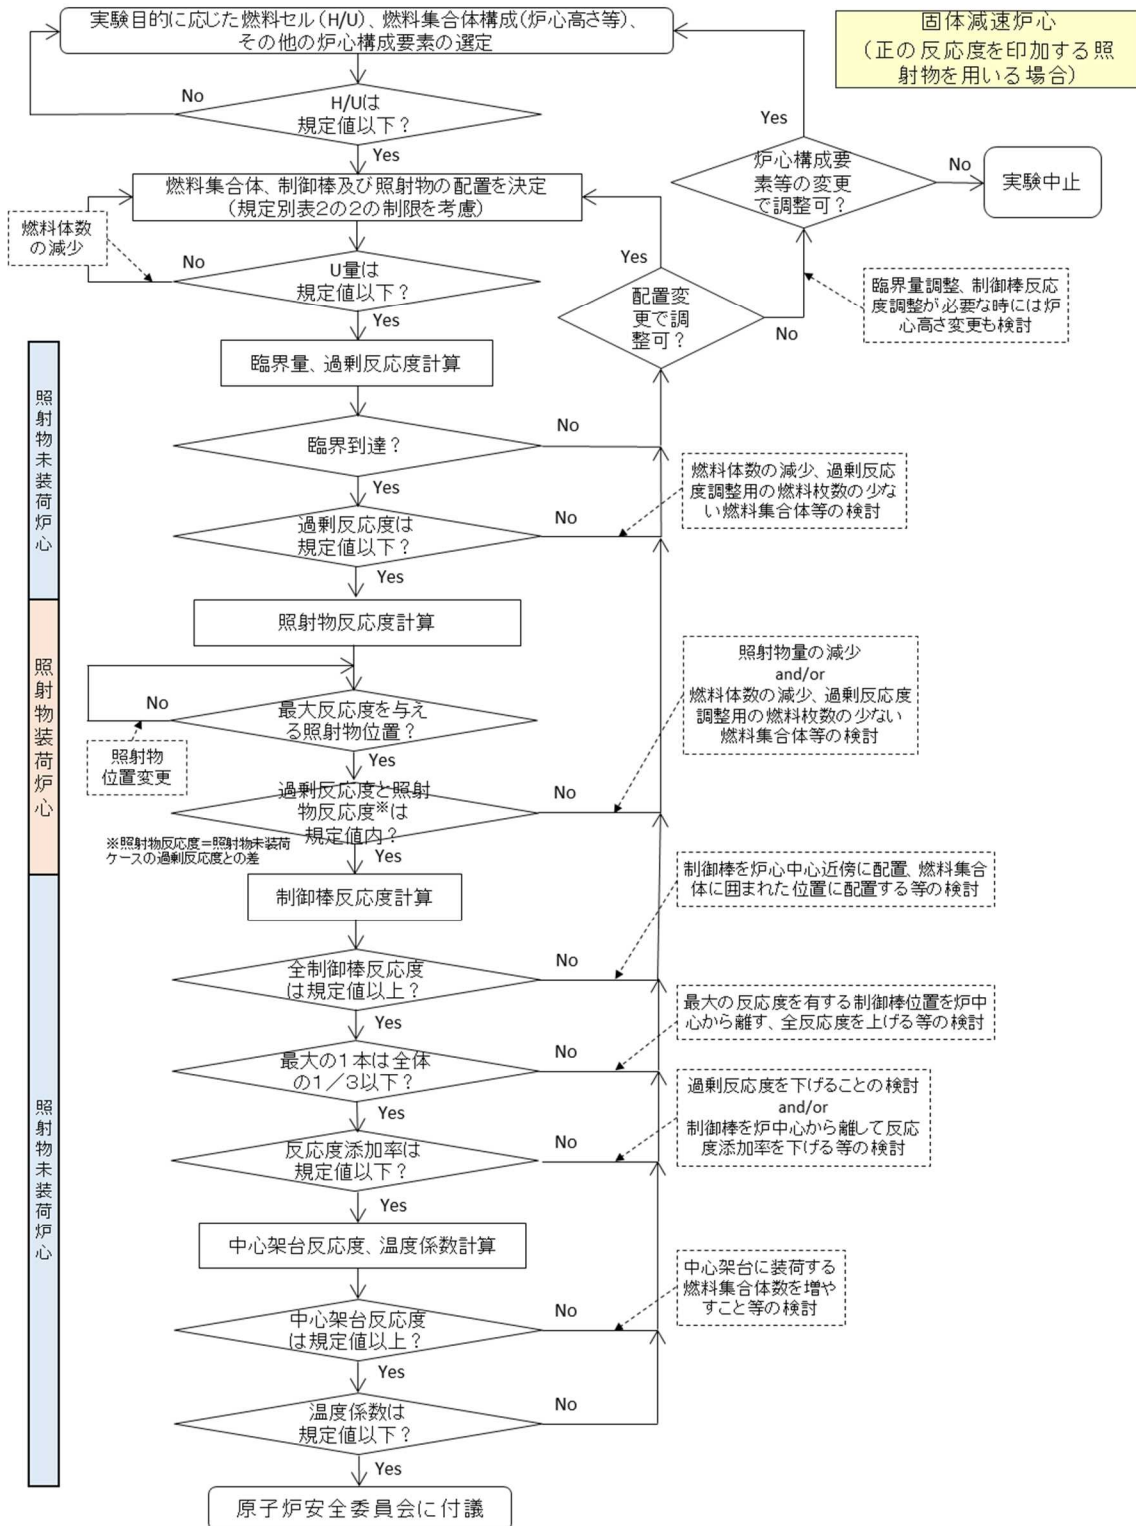 実験目的に応じた燃料セル(H/U)、燃料集合体構成(炉心高さ等)、
その他の炉心構成要素の選定
固体減速炉心
(正の反応度を印加する照
射物を用いる場合)
No
H/Uは
規定値以下?
Yes
Yes
炉心構成要
素等の変更
で調整可?
No
実験中止
燃料集合体、制御棒及び照射物の配置を決定
(規定別表2の2の制限を考慮)
燃料体数
の減少
No
U量は
規定値以下?
Yes
Yes
配置変
更で調
整可?
No
臨界量調整、制御棒反応
度調整が必要な時には炉
心高さ変更も検討
照射物未装荷炉心
臨界量、過剰反応度計算
臨界到達?
No
Yes
過剰反応度は
規定値以下?
No
燃料体数の減少、過剰反応
度調整用の燃料枚数の少な
い燃料集合体等の検討
Yes
照射物装荷炉心
照射物反応度計算
No
最大反応度を与え
る照射物位置?
照射物
位置変更
Yes
照射物量の減少
and/or
燃料体数の減少、過剰反応度
調整用の燃料枚数の少ない
燃料集合体等の検討
過剰反応度と照射
物反応度※は
規定値内?
No
※照射物反応度=照射物未装荷
ケースの過剰反応度との差
Yes
照射物未装荷炉心
制御棒反応度計算
制御棒を炉心中心近傍に配置、燃料集合
体に囲まれた位置に配置する等の検討
全制御棒反応度
は規定値以上?
No
Yes
最大の反応度を有する制御棒位置を炉中
心から離す、全反応度を上げる等の検討
最大の1本は全体
の1/3以下?
No
Yes
過剰反応度を下げることの検討
and/or
制御棒を炉中心から離して反応
度添加率を下げる等の検討
反応度添加率は
規定値以下?
No
Yes
中心架台反応度、温度係数計算
中心架台に装荷する
燃料集合体数を増や
すこと等の検討
中心架台反応度
は規定値以上?
No
Yes
温度係数は
規定値以下?
No
Yes
原子炉安全委員会に付議